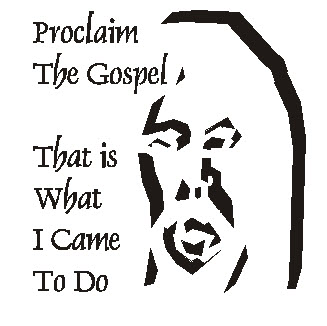 Proclaim
The Gospel
That is
What
I Came
To Do